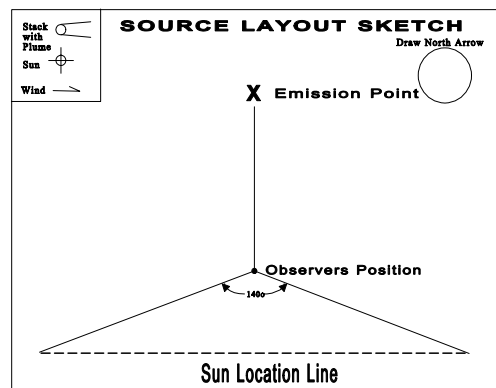 SOURCE LAYOUT SKETCH
Stack
with
Plume
Sun
Wind
Draw North Arrow
X Emission Point
Observers Position
140o
Sun Location Line